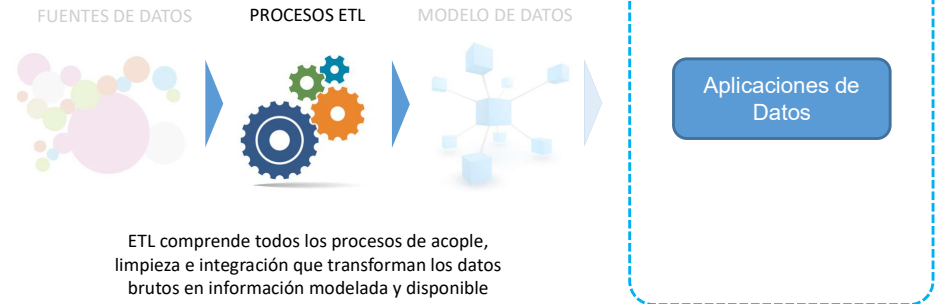 FUENTES DE DATOS
PROCESOS ETL
MODELO DE DATOS
Aplicaciones de
Datos
ETL comprende todos los procesos de acople,
limpieza e integración que transforman los datos
brutos en información modelada y disponible